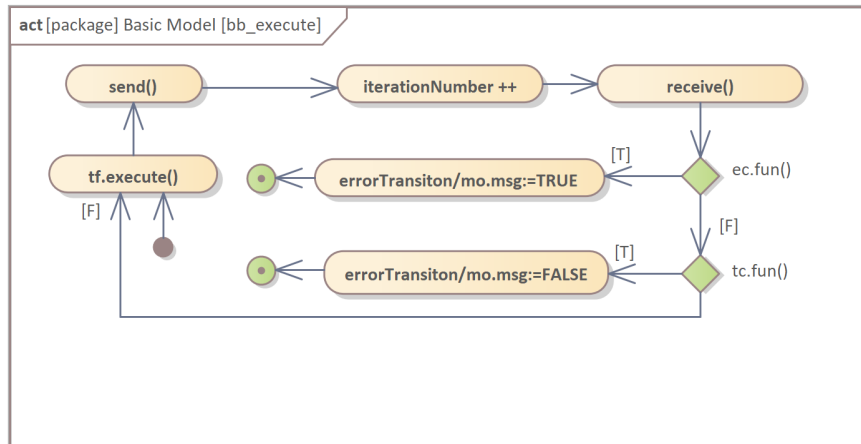 act [package] Basic Model [bb_execute]
send()
iterationNumber ++
receive()
[T]
ec.fun()
tf.execute()
errorTransiton/mo.msg:=TRUE
[F]
[F]
[T]
tc.fun()
errorTransiton/mo.msg:=FALSE